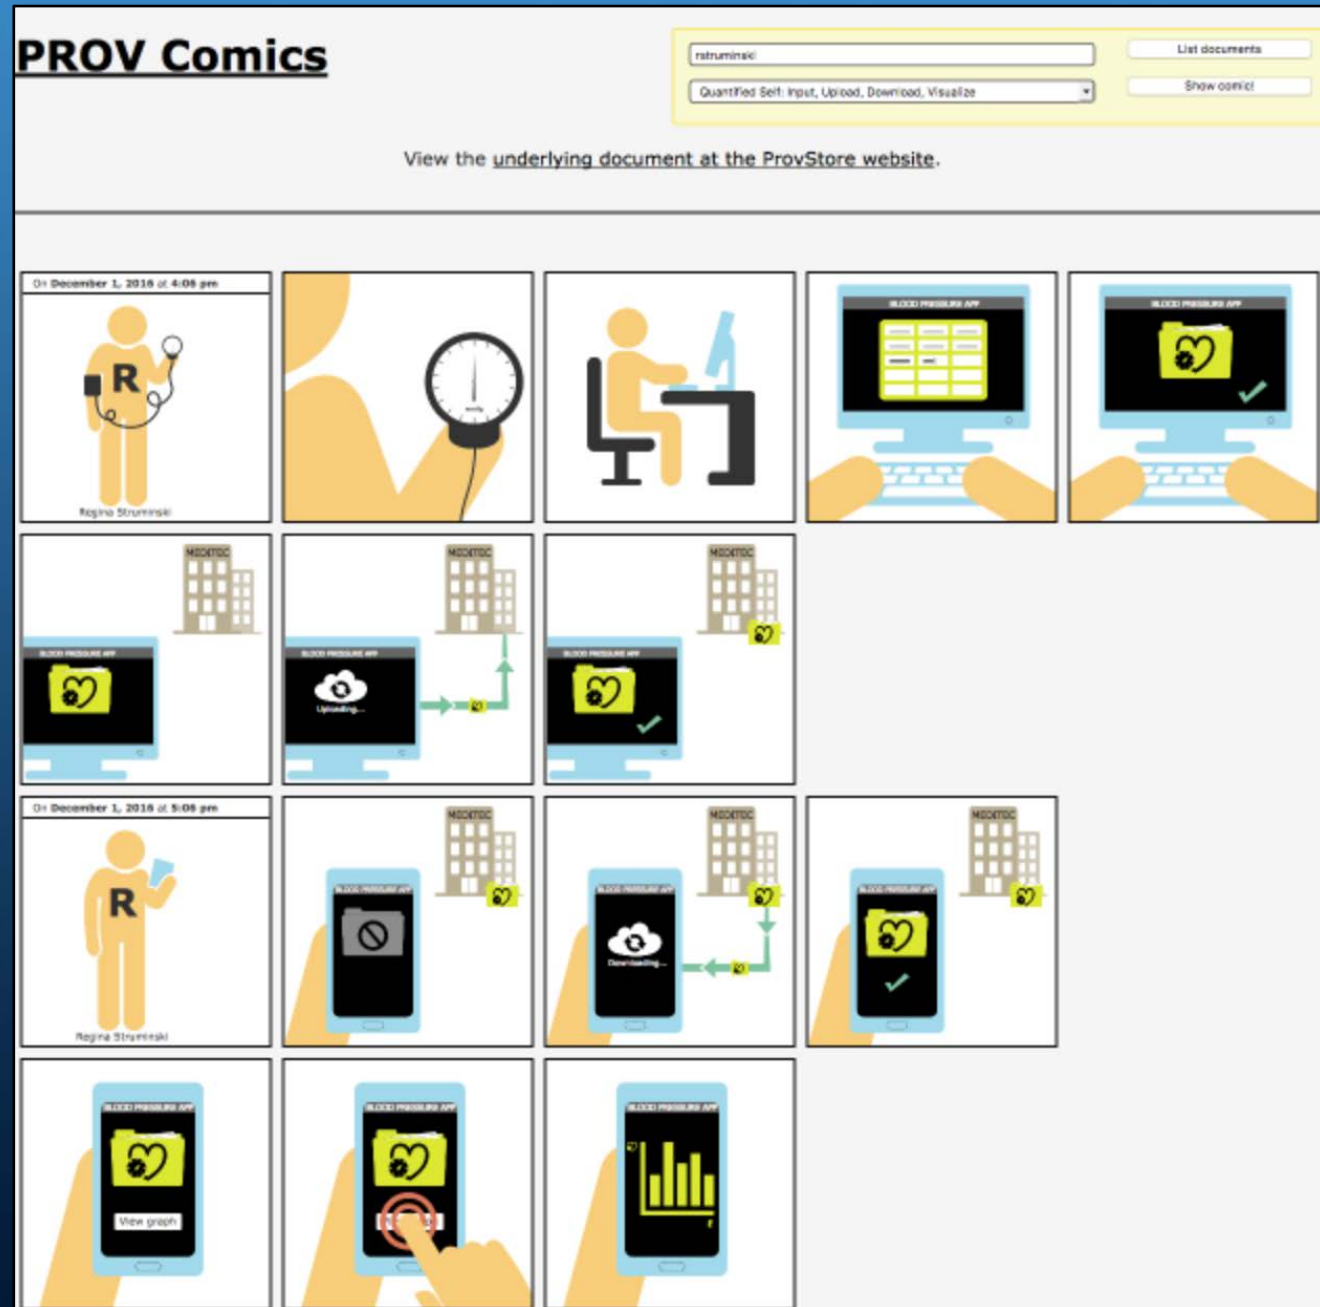 PROV Comics
rstruminski
List documents
Quantified Self: Input, Upload, Download, Visualize
Show comic!
View the underlying document at the ProvStore website.
On December 1, 2016 at 4:06 pm
R
Regina Struminski
BLOOD PRESSURE APP
BLOOD PRESSURE APP
MEDITEC
BLOOD PRESSURE APP
MEDITEC
BLOOD PRESSURE APP
Uploading...
MEDITEC
BLOOD PRESSURE APP
On December 1, 2016 at 5:06 pm
R
Regina Struminski
MEDITEC
BLOOD PRESSURE APP
MEDITEC
BLOOD PRESSURE APP
Downloading...
MEDITEC
BLOOD PRESSURE APP
BLOOD PRESSURE APP
View graph
BLOOD PRESSURE APP
BLOOD PRESSURE APP
t